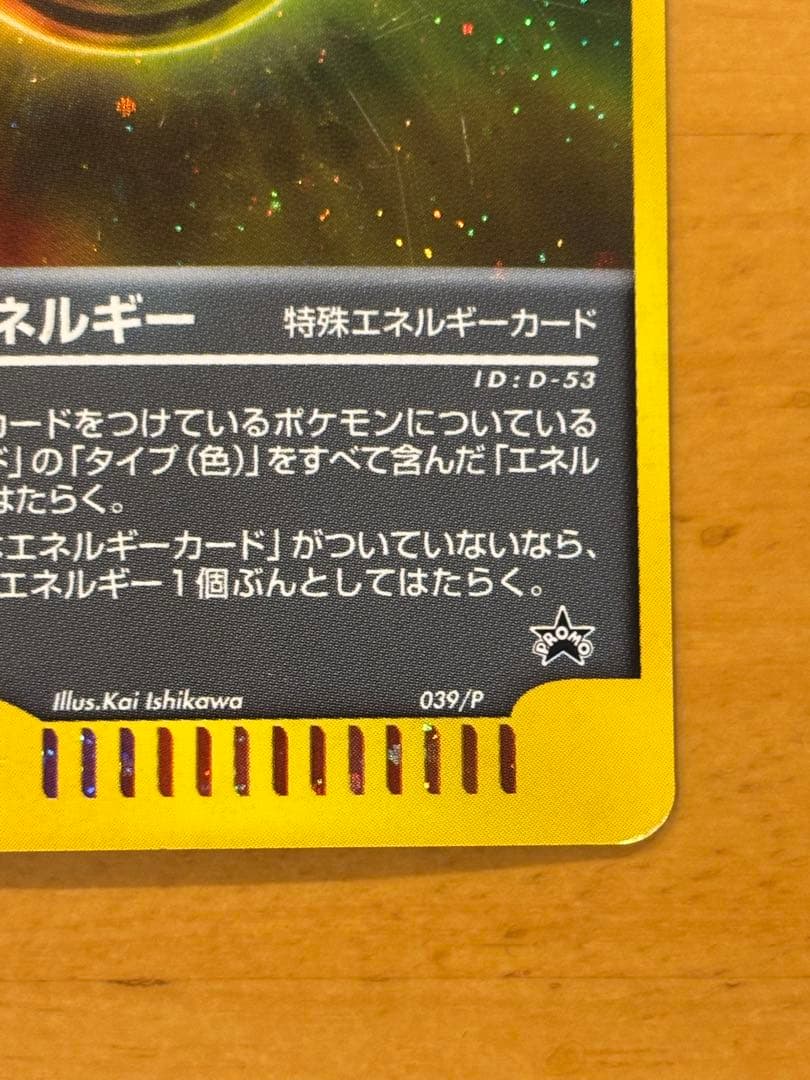 ネルギー 特殊エネルギーカード
ID:D-53
カードをつけているポケモンについている
ド」の「タイプ(色)」をすべて含んだ「エネル
はたらく。
エネルギーカード」がついていないなら、
エネルギー1個ぶんとしてはたらく。
PROMO
Illus.Kai Ishikawa 039/P